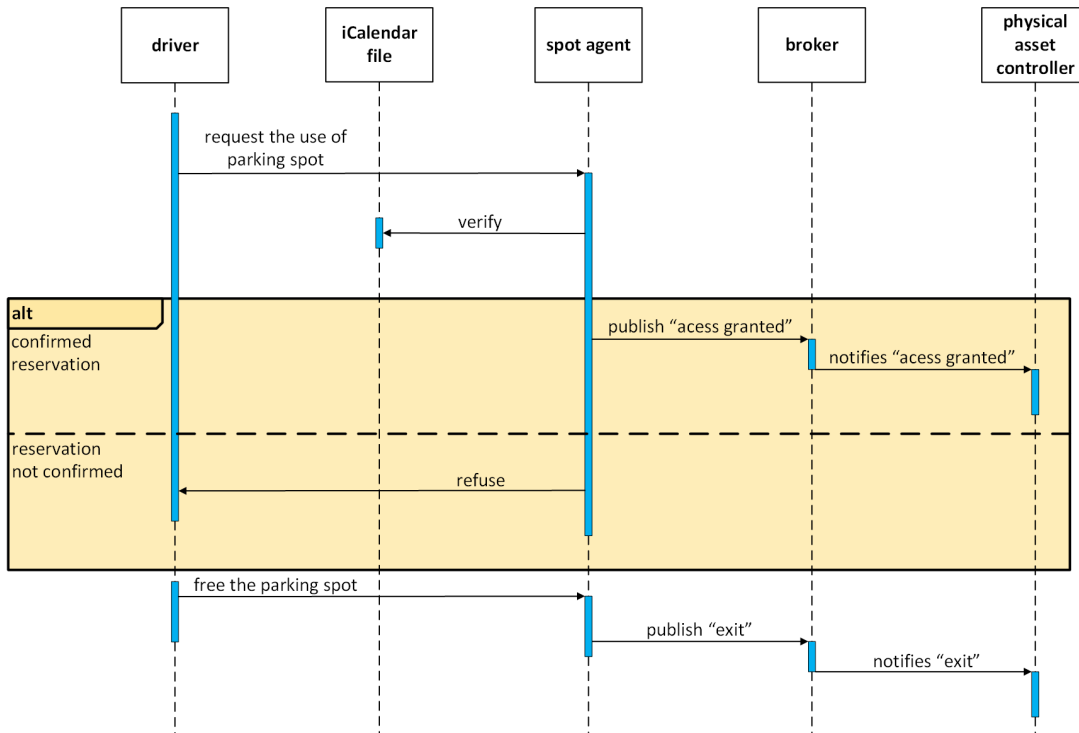 driver
iCalendar
file
spot agent
broker
physical
asset
controller
request the use of
parking spot
verify
alt
confirmed
reservation
publish “acess granted”
notifies “acess granted”
reservation
not confirmed
refuse
free the parking spot
publish “exit”
notifies “exit”